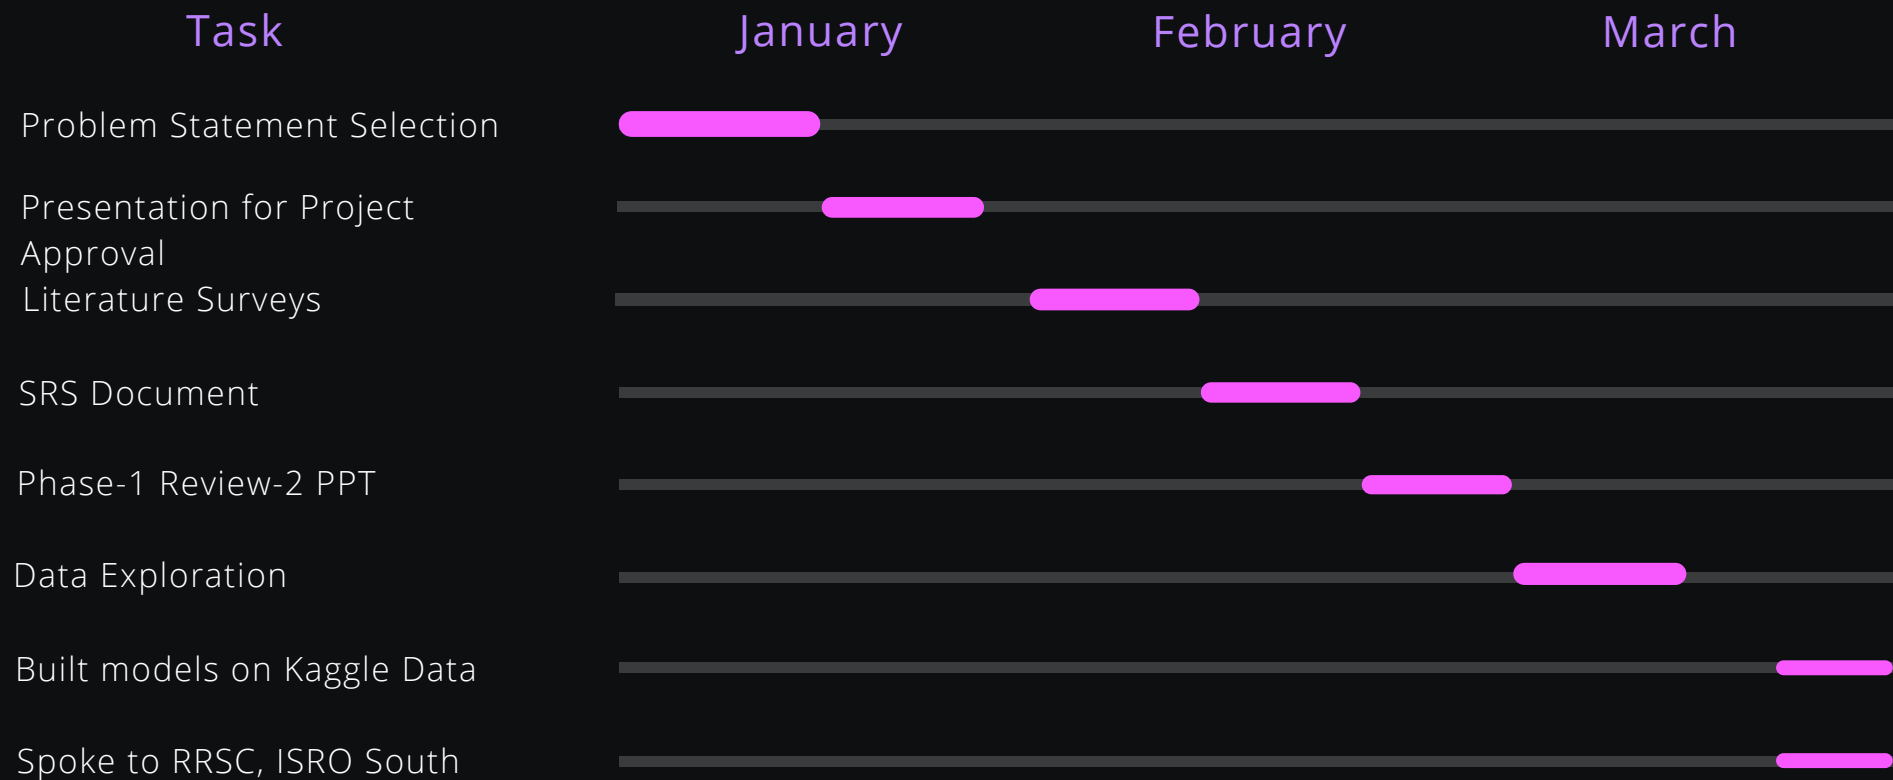 Task January February March
Problem Statement Selection
Presentation for Project
Approval
Literature Surveys
SRS Document
Phase-1 Review-2 PPT
Data Exploration
Built models on Kaggle Data
Spoke to RRSC, ISRO South